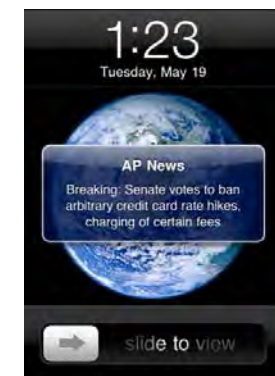 1:23
Tuesday, May 19
AP News
Breaking: Senate votes to ban
arbitrary credit card rate hikes,
charging of certain fees
slide to view